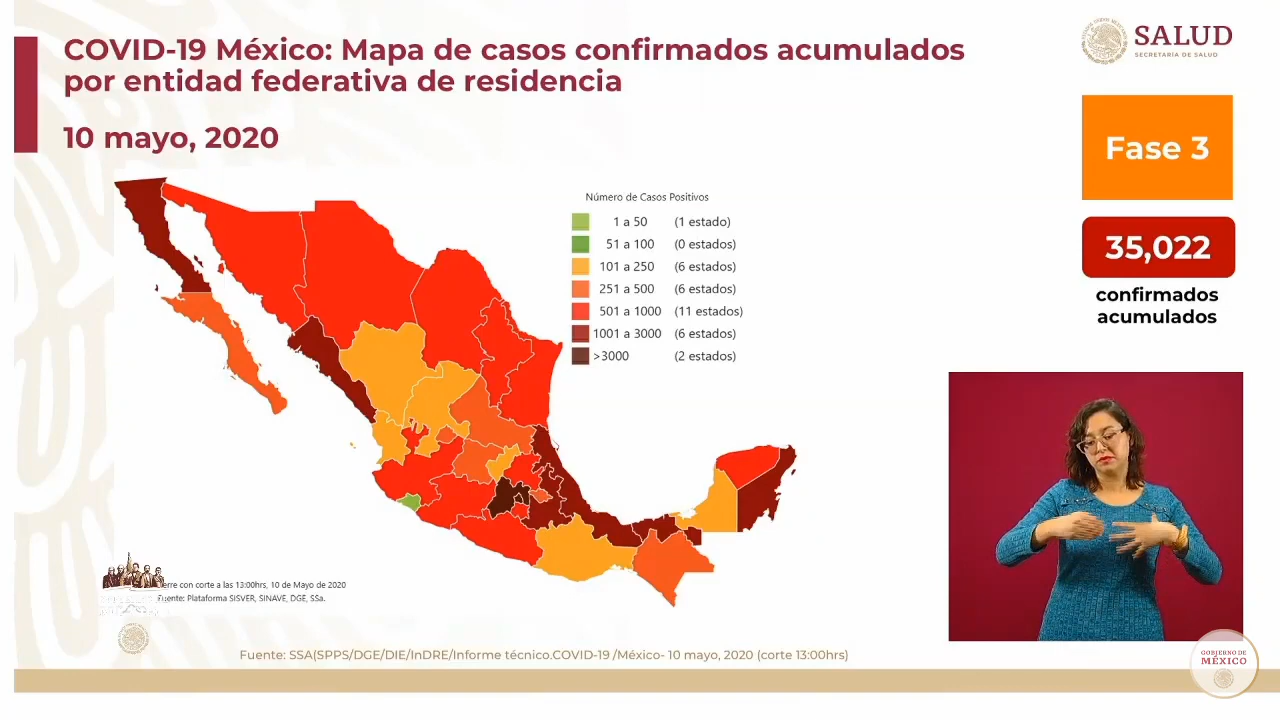 COVID-19 México: Mapa de casos confirmados acumulados
por entidad federativa de residencia
10 mayo, 2020
SALUD
SECRETARÍA DE SALUD
Fase 3
35,022
confirmados
acumulados
Número de Casos Positivos
1 a 50 (1 estado)
51 a 100 (0 estados)
101 a 250 (6 estados)
251 a 500 (6 estados)
501 a 1000 (11 estados)
1001 a 3000 (6 estados)
>3000 (2 estados)
erre con corte a las 13:00hrs, 10 de Mayo de 2020
Fuente: Plataforma SISVER, SINAVE, DGE, SSa.
Fuente: SSA(SPPS/DGE/DIE/InDRE/Informe técnico.COVID-19 /México- 10 mayo, 2020 (corte 13:00hrs)
GOBIERNO DE
MÉXICO